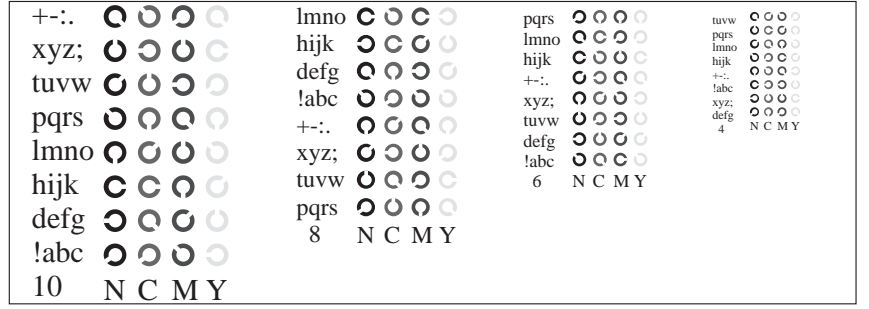 +-:.
xyz;
tuvw
pqrs
lmno
hijk
defg
!abc
10 N C M Y
lmno
hijk
defg
!abc
+-:.
xyz;
tuvw
pqrs
8 N C M Y
pqrs
lmno
hijk
+-:.
xyz;
tuvw
defg
!abc
6 N C M Y
tuvw
pqrs
lmno
hijk
+-:.
!abc
xyz;
defg
4 N C M Y